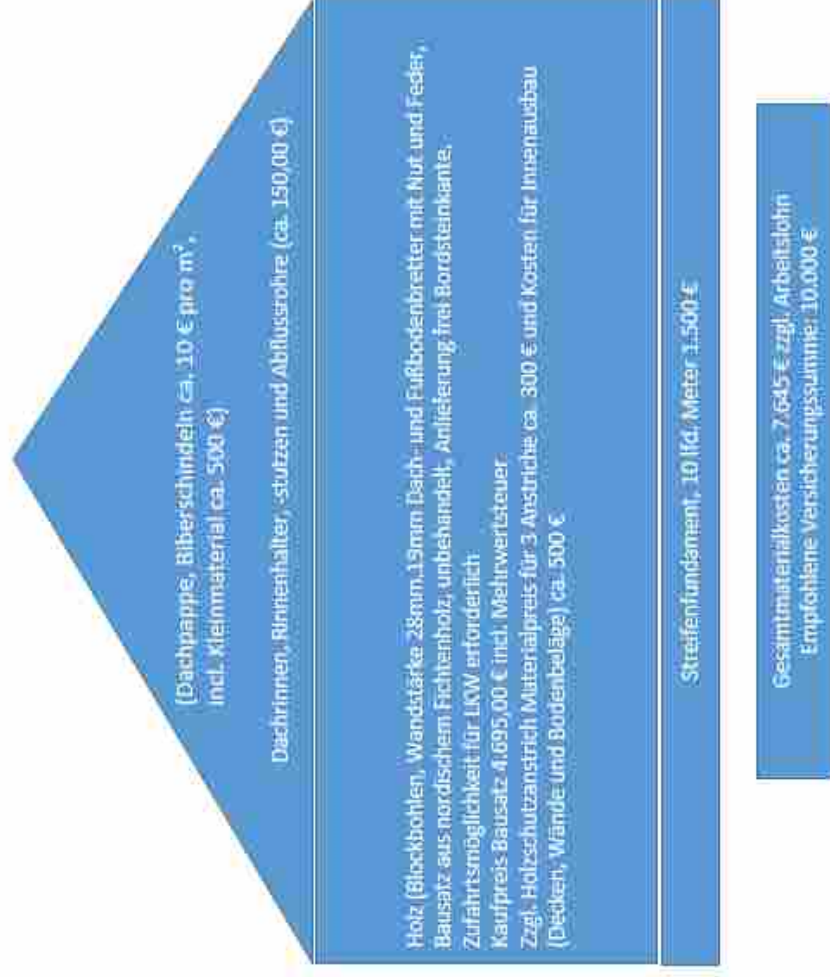 (Dachpappe, Biberschindeln ca. 10 € pro m²,
incl. Kleinmaterial ca. 500 €)
Dachrinnen, Rinnenhalter, -stutzen und Abflussrohre (ca. 150,00 €)
Holz (Blockbohlen, Wandstärke 28mm.19mm Dach- und Fußbodenbretter mit Nut und Feder,
Bausatz aus nordischem Fichtenholz, unbehandelt, Anlieferung frei Bordsteinkante,
Zufahrtsmöglichkeit für LKW erforderlich
Kaufpreis Bausatz 4.695,00 € incl. Mehrwertsteuer
Zzgl. Holzschutzanstrich Materialpreis für 3 Anstriche ca. 300 € und Kosten für Innenausbau
(Decken, Wände und Bodenbeläge) ca. 500 €
Streifenfundament, 10 lfd. Meter 1.500 €
Gesamtmaterialkosten ca. 7.645 € zzgl. Arbeitslohn
Empfohlene Versicherungssumme: 10.000 €